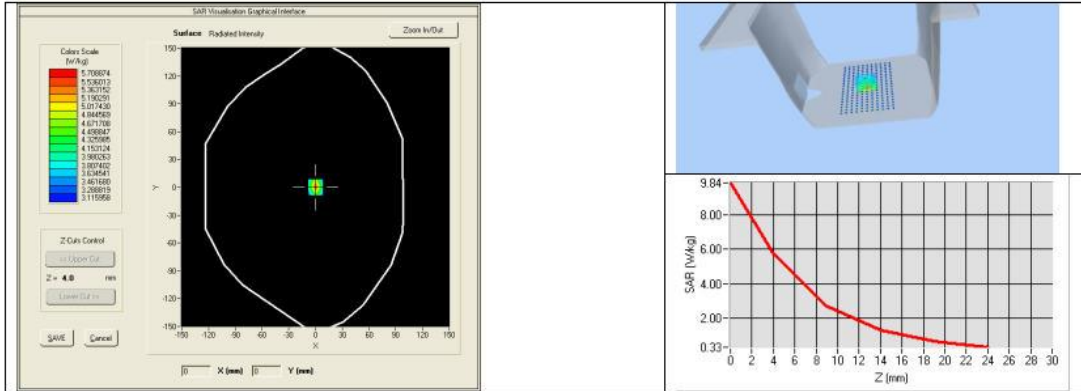 SAR Visualisation Graphical Interface
Surface Radiated Intensity
Zoom In/Out
Colors Scale
(W/kg)
5.708874
5.536013
5.363152
5.190291
5.017430
4.844569
4.671708
4.498847
4.325985
4.153124
3.980263
3.807402
3.634541
3.461680
3.288819
3.115958
Z-Cuts Control
<< Upper Cut
Z = 4.0 mm
Lower Cut >>
SAVE Cancel
150
120
90
60
30
0
-30
-60
-90
-120
-150
Y
-150 -120 -90 -60 -30 0 30 60 90 120 150
X
0 X (mm) 0 Y (mm)
9.84
8.00
6.00
4.00
2.00
0.33
SAR (W/kg)
0 2 4 6 8 10 12 14 16 18 20 22 24 26 28 30
Z (mm)